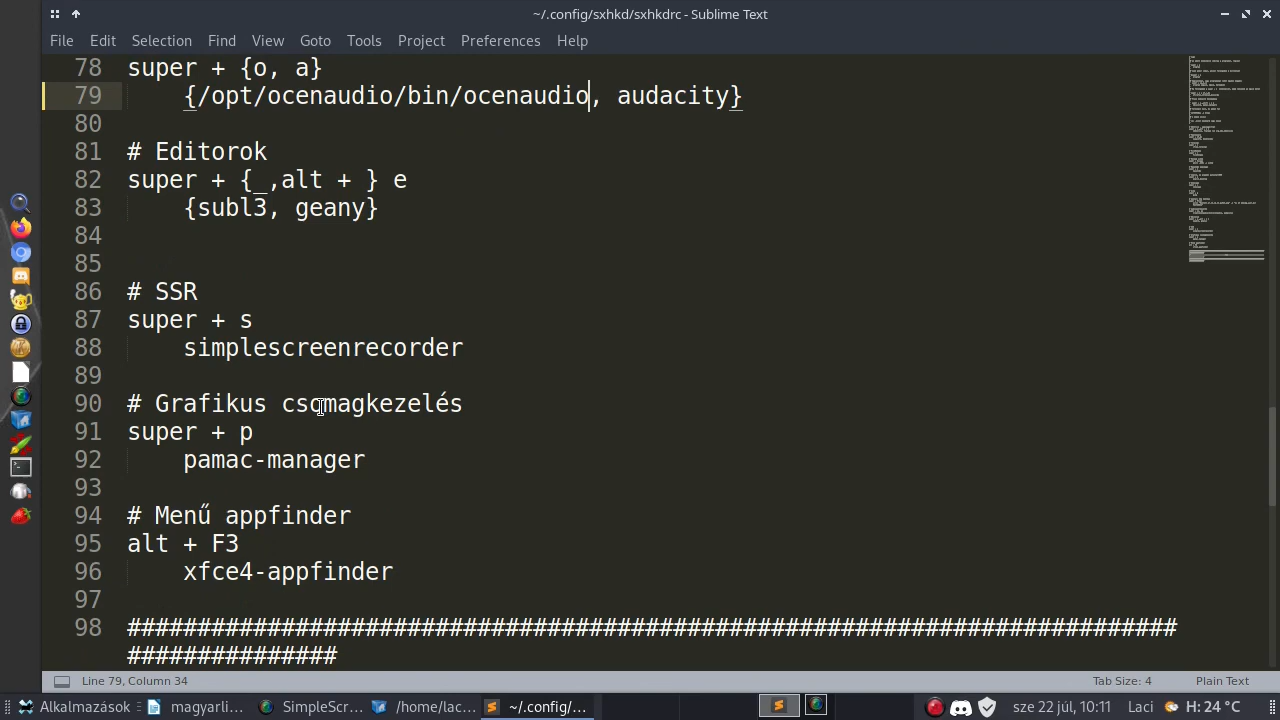 ~/.config/sxhkd/sxhkdrc - Sublime Text
File Edit Selection Find View Goto Tools Project Preferences Help
78 super + {o, a}
79 {/opt/ocenaudio/bin/ocenaudio, audacity}
80
81 # Editorok
82 super + {_,alt + } e
83 {subl3, geany}
84
85
86 # SSR
87 super + s
88 simplescreenrecorder
89
90 # Grafikus csomagkezelés
91 super + p
92 pamac-manager
93
94 # Menű appfinder
95 alt + F3
96 xfce4-appfinder
97
98 ###########################################################################
###############
Line 79, Column 34 Tab Size: 4 Plain Text
Alkalmazások magyarli... SimpleScr... /home/lac... ~/.config/... sze 22 júl, 10:11 Laci H: 24 °C